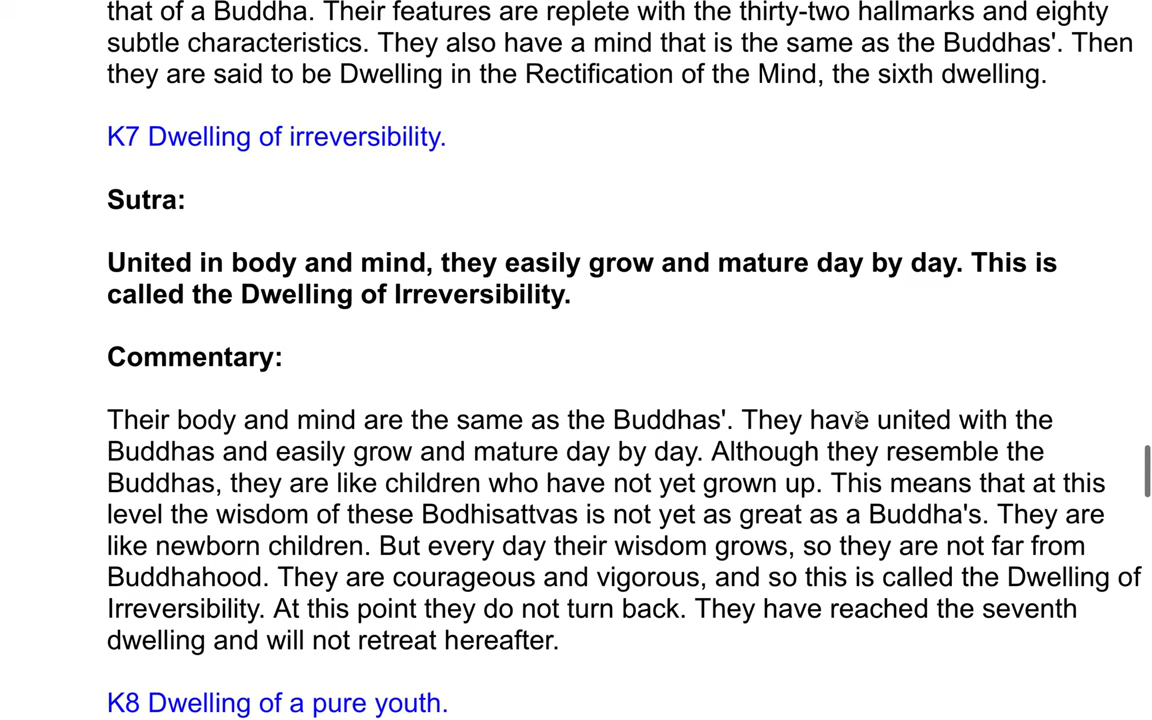 that of a Buddha. Their features are replete with the thirty-two hallmarks and eighty
subtle characteristics. They also have a mind that is the same as the Buddhas'. Then
they are said to be Dwelling in the Rectification of the Mind, the sixth dwelling.
K7 Dwelling of irreversibility.
Sutra:
United in body and mind, they easily grow and mature day by day. This is
called the Dwelling of Irreversibility.
Commentary:
Their body and mind are the same as the Buddhas'. They have united with the
Buddhas and easily grow and mature day by day. Although they resemble the
Buddhas, they are like children who have not yet grown up. This means that at this
level the wisdom of these Bodhisattvas is not yet as great as a Buddha's. They are
like newborn children. But every day their wisdom grows, so they are not far from
Buddhahood. They are courageous and vigorous, and so this is called the Dwelling of
Irreversibility. At this point they do not turn back. They have reached the seventh
dwelling and will not retreat hereafter.
K8 Dwelling of a pure youth.